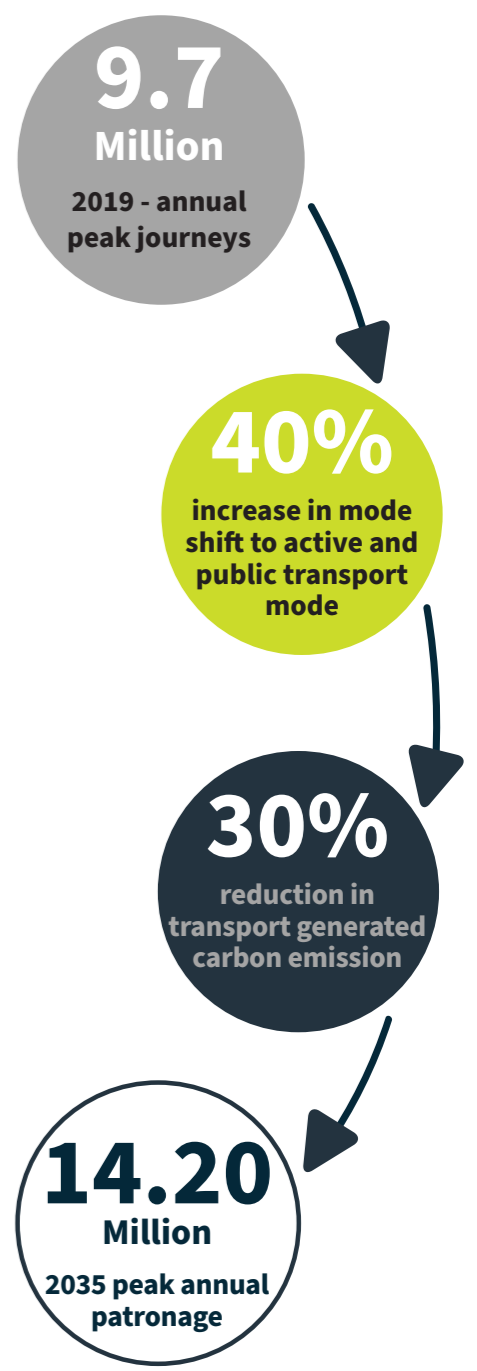 9.7
Million
2019 - annual
peak journeys
40%
increase in mode
shift to active and
public transport
mode
30%
reduction in
transport generated
carbon emission
14.20
Million
2035 peak annual
patronage